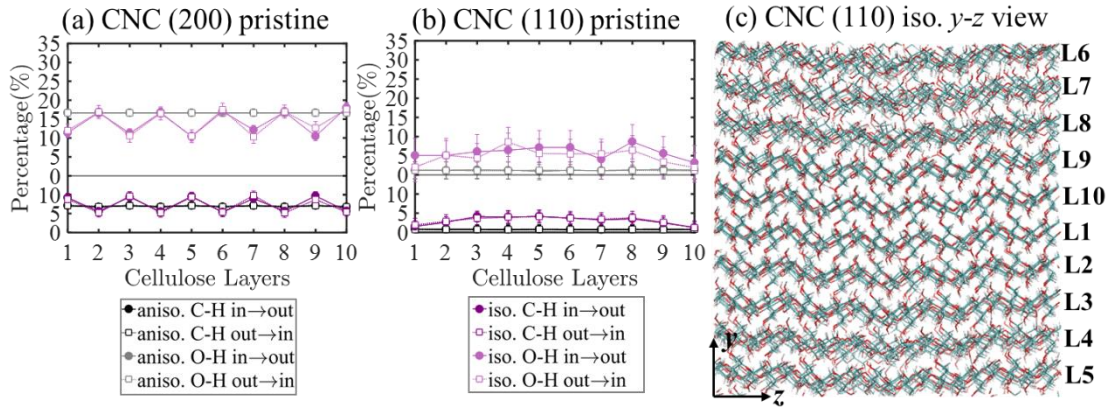 (a) CNC (200) pristine
Percentage(%)
35
30
25
20
15
10
5
0
10
5
0
1 2 3 4 5 6 7 8 9 10
Cellulose Layers
aniso. C-H in→out
aniso. C-H out→in
aniso. O-H in→out
aniso. O-H out→in
(b) CNC (110) pristine
Percentage(%)
35
30
25
20
15
10
5
0
10
5
0
1 2 3 4 5 6 7 8 9 10
Cellulose Layers
iso. C-H in→out
iso. C-H out→in
iso. O-H in→out
iso. O-H out→in
(c) CNC (110) iso. y-z view
L6
L7
L8
L9
L10
L1
L2
L3
L4
L5
y
z